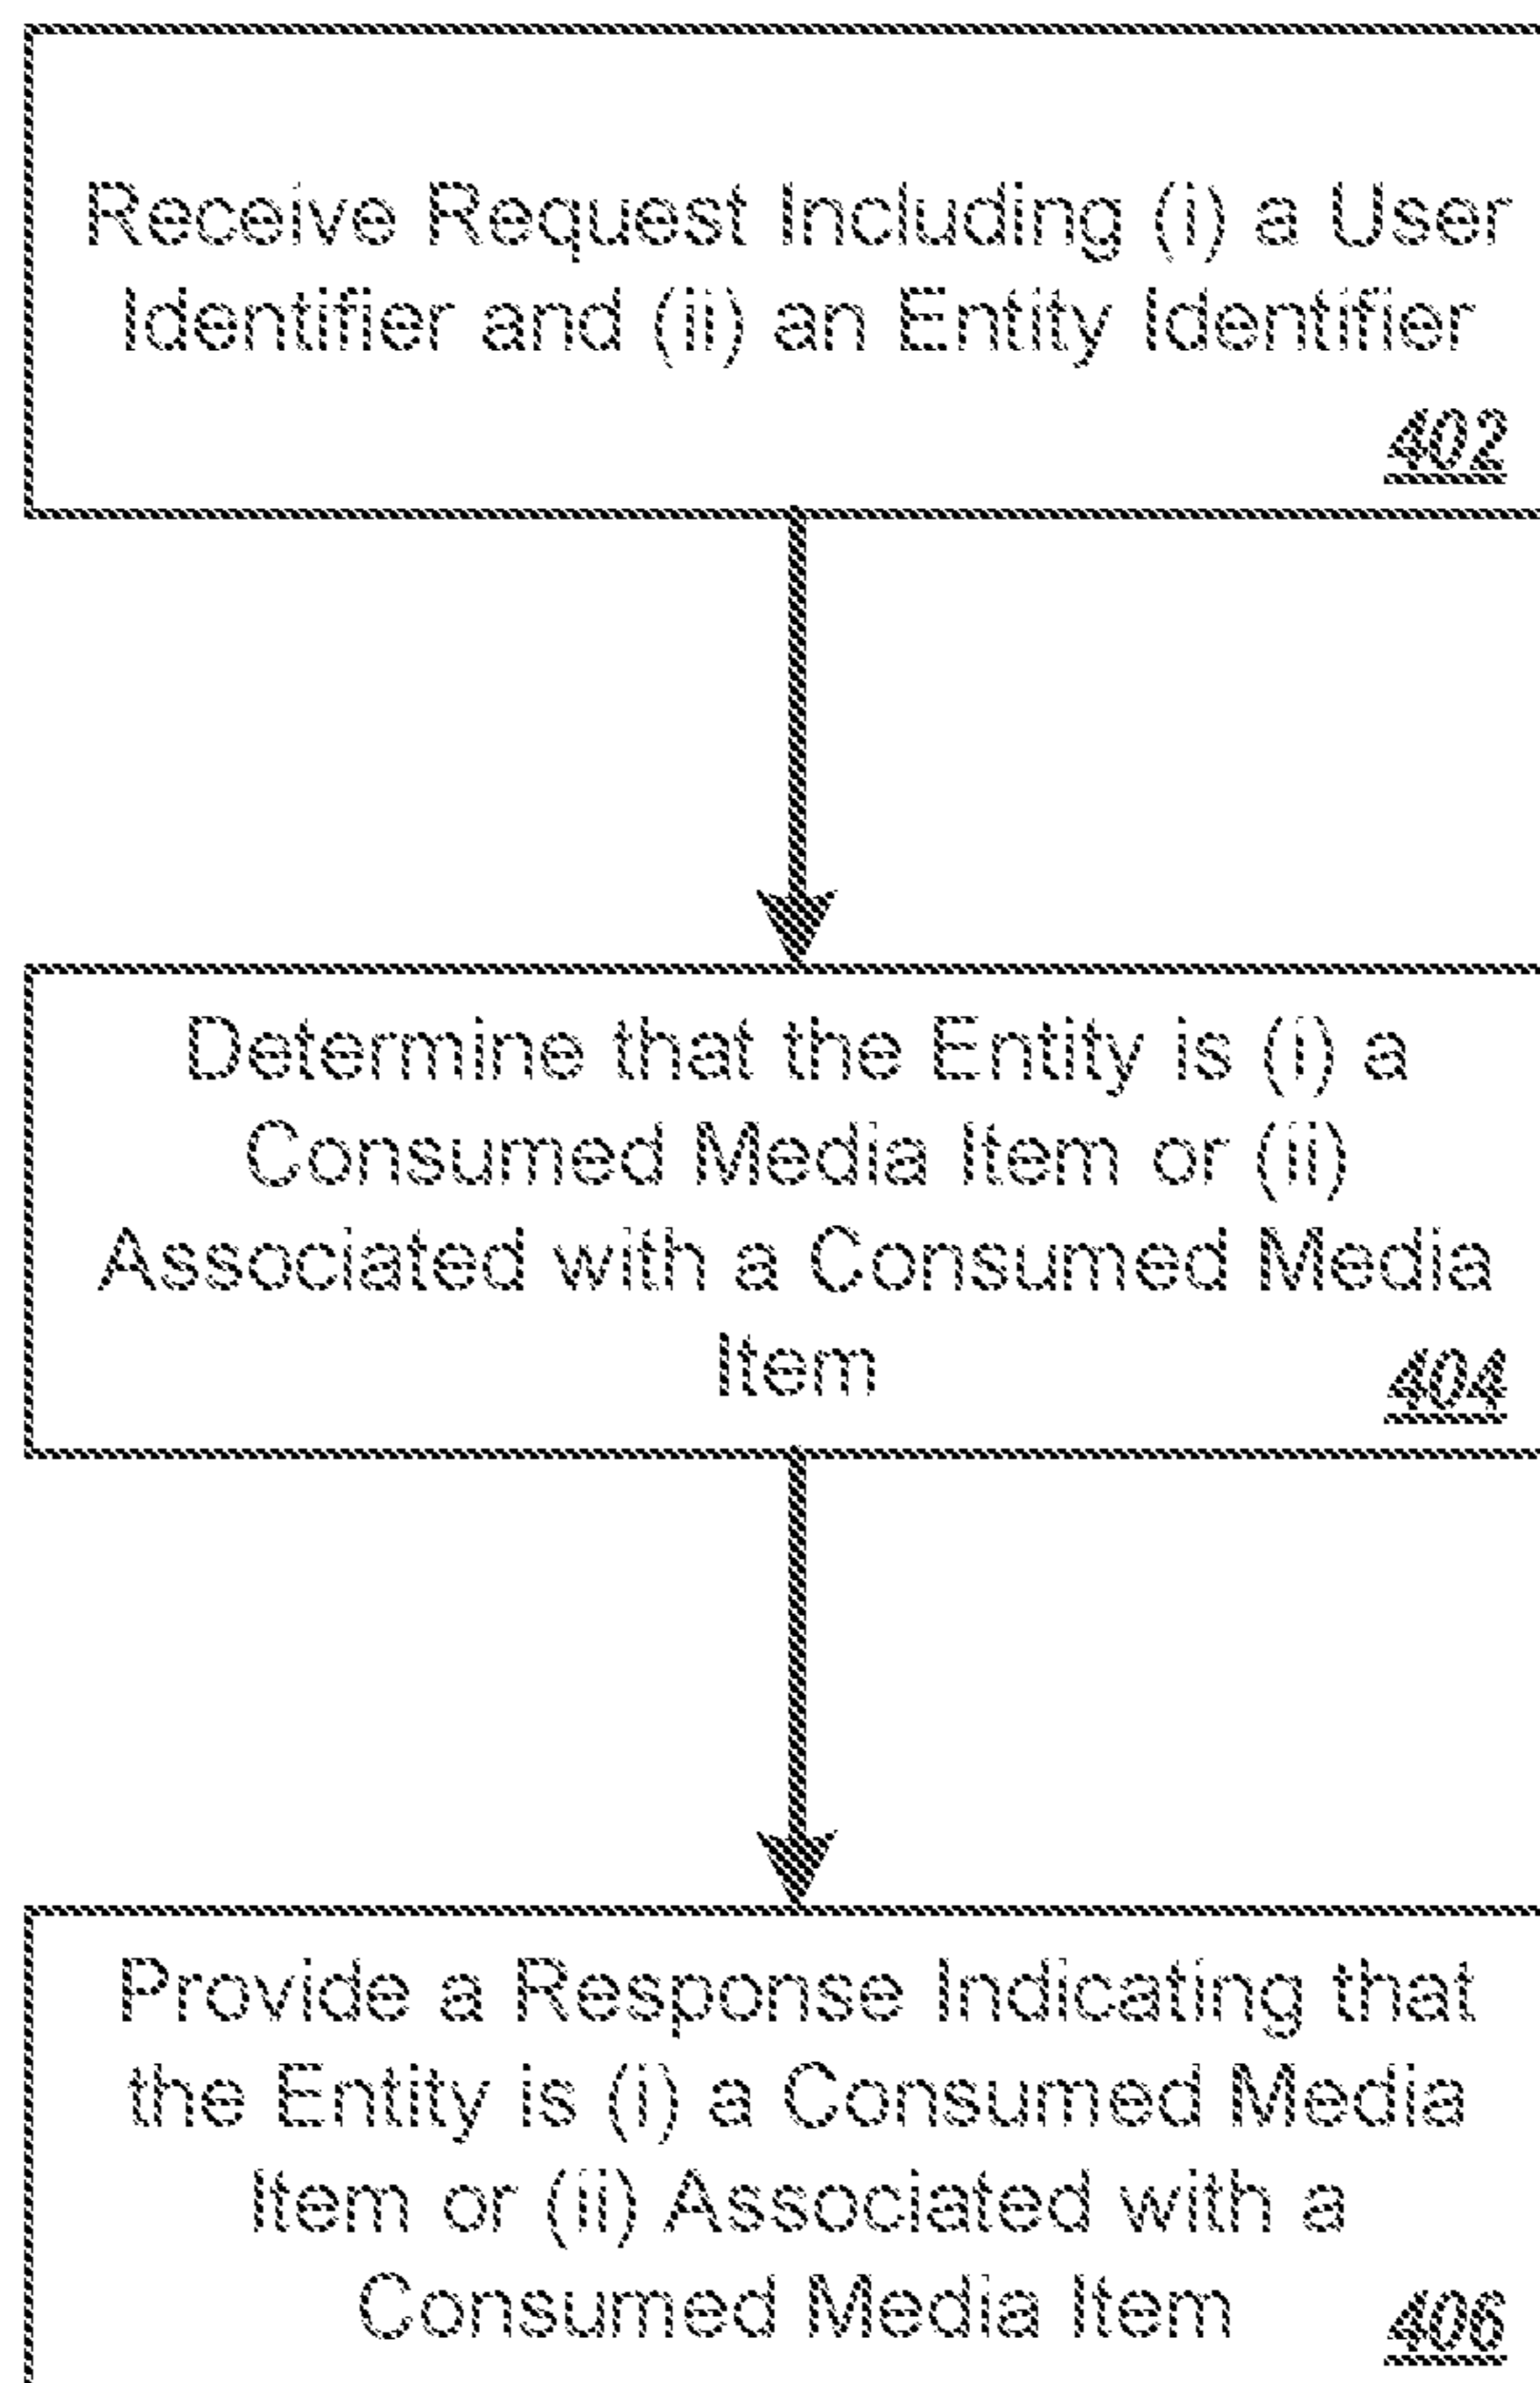 Receive Request Including (i) a User
Identifier and (ii) an Entity Identifier
402
Determine that the Entity is (i) a
Consumed Media Item or (ii)
Associated with a Consumed Media
Item
404
Provide a Response Indicating that
the Entity is (i) a Consumed Media
Item or (ii) Associated with a
Consumed Media Item
406